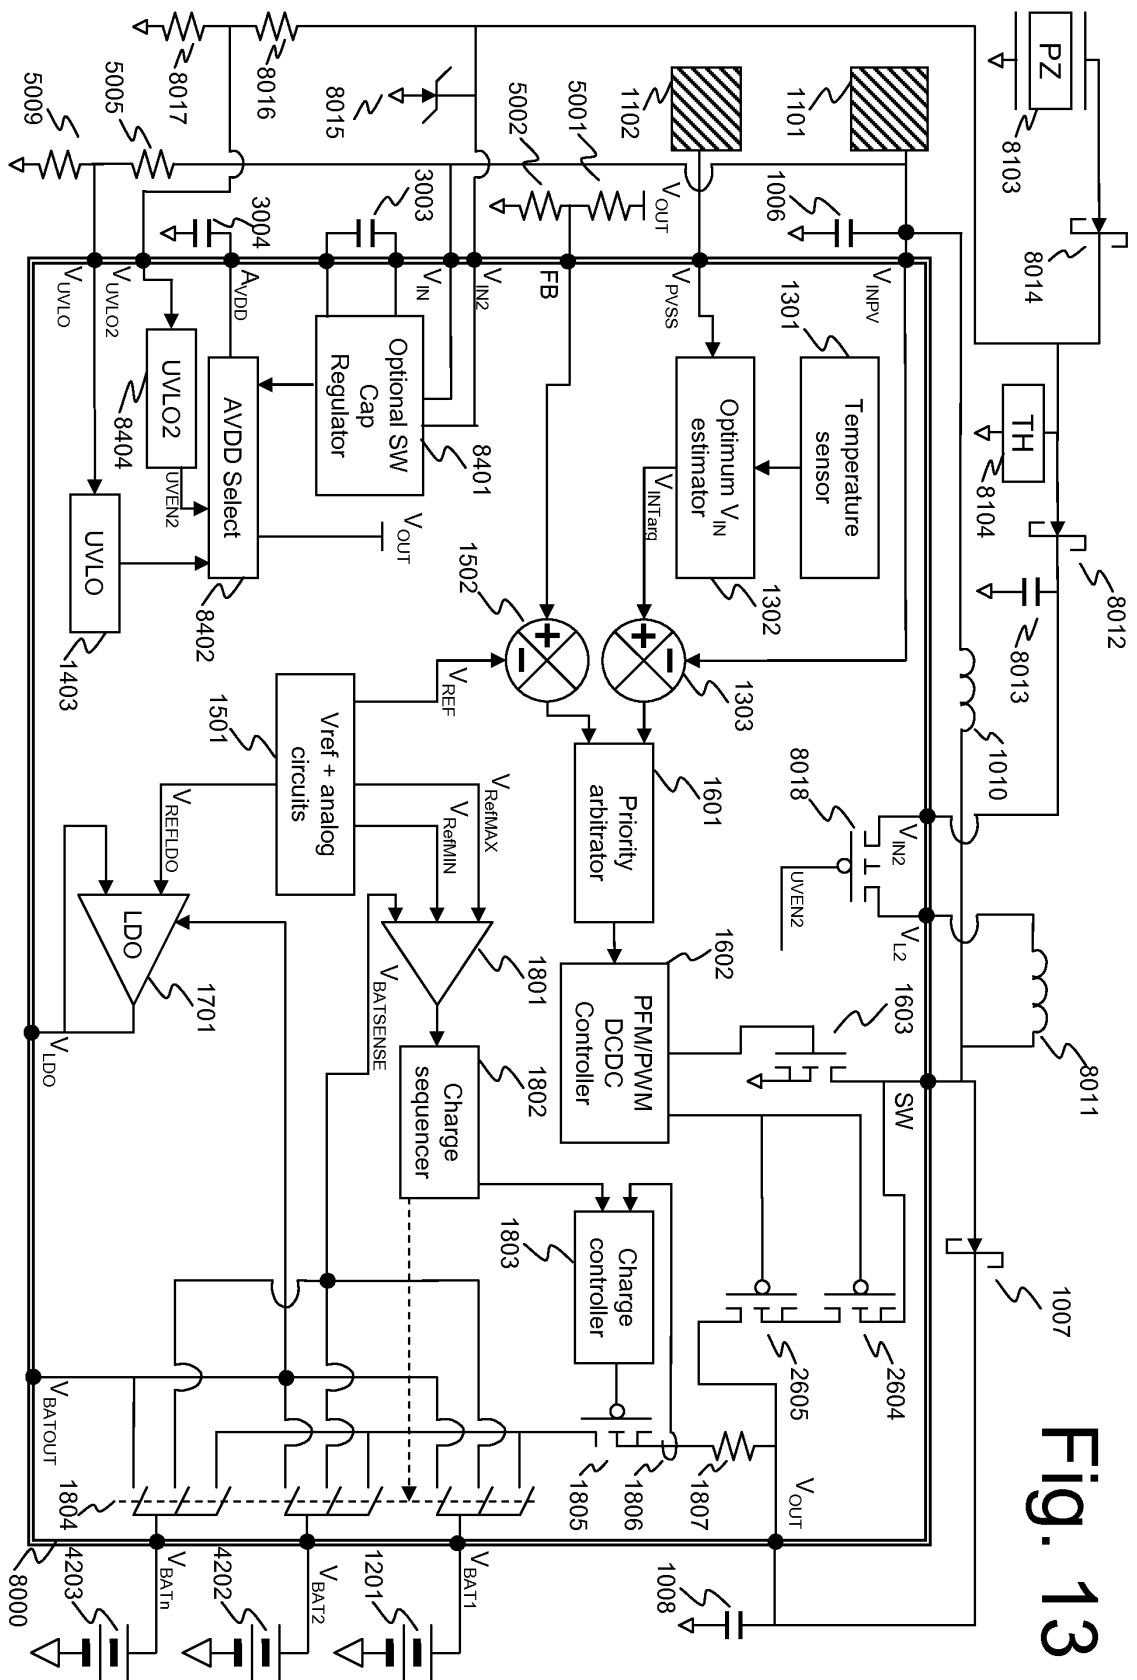 Fig. 13
PZ
8103
8014
TH
8104
8012
8013
1010
8011
1007
1101
1102
1006
5001
5002
8015
8016
8017
5005
5009
3003
3004
VOUT
VINPV
VPVSS
FB
VIN2
VIN
AVDD
VUVLO2
VUVLO
1301
Temperature
sensor
Optimum VIN
estimator
1302
VINTarg
1303
+
−
1502
+
−
VREF
Optional SW
Cap
Regulator
8401
AVDD Select
8402
VOUT
UVLO2
8404
UVEN2
UVLO
1403
VIN2
8018
UVEN2
VL2
1603
SW
1601
Priority
arbitrator
1602
PFM/PWM
DCDC
Controller
2604
2605
VOUT
1501
Vref + analog
circuits
VRefMAX
VRefMIN
VREFLDO
1801
VBATSENSE
1802
Charge
sequencer
1803
Charge
controller
1805
1806
1807
LDO
1701
VLDO
VBATOUT
1804
8000
VBAT1
VBAT2
VBATn
1008
1201
4202
4203